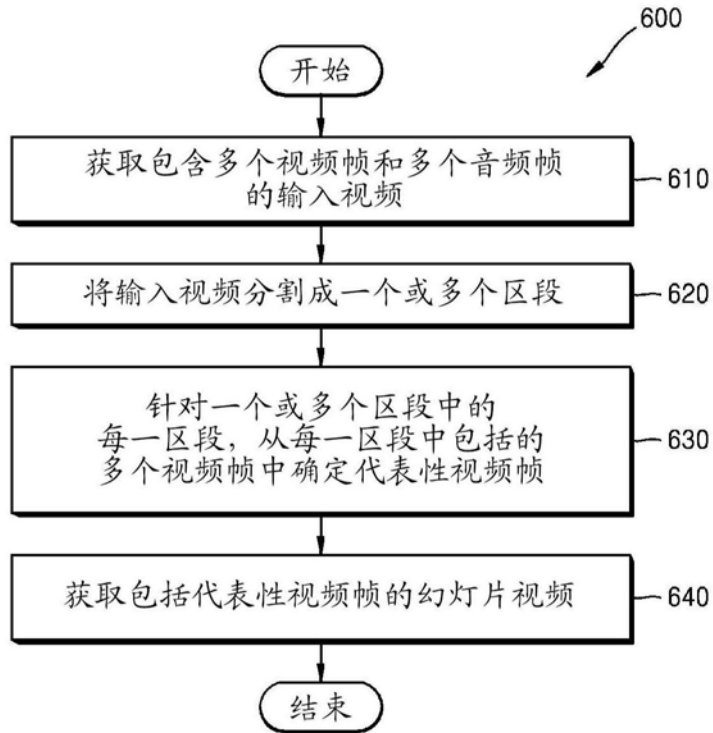 600
开始
获取包含多个视频帧和多个音频帧
的输入视频
610
将输入视频分割成一个或多个区段
620
针对一个或多个区段中的
每一区段，从每一区段中包括的
多个视频帧中确定代表性视频帧
630
获取包括代表性视频帧的幻灯片视频
640
结束